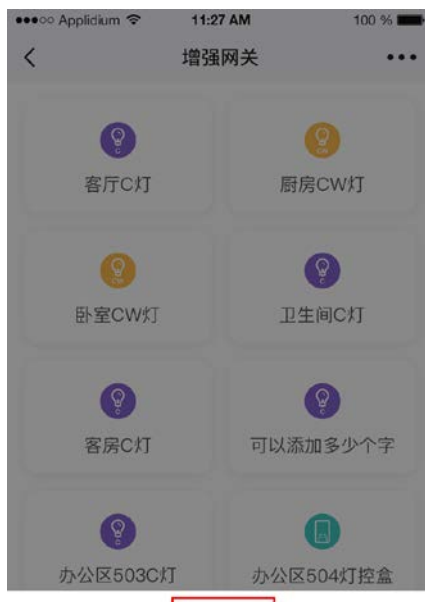 ●●●○○ Applidium 11:27 AM 100 %
增强网关
客厅C灯 厨房CW灯
卧室CW灯 卫生间C灯
客房C灯 可以添加多少个字
办公区503C灯 办公区504灯控盒